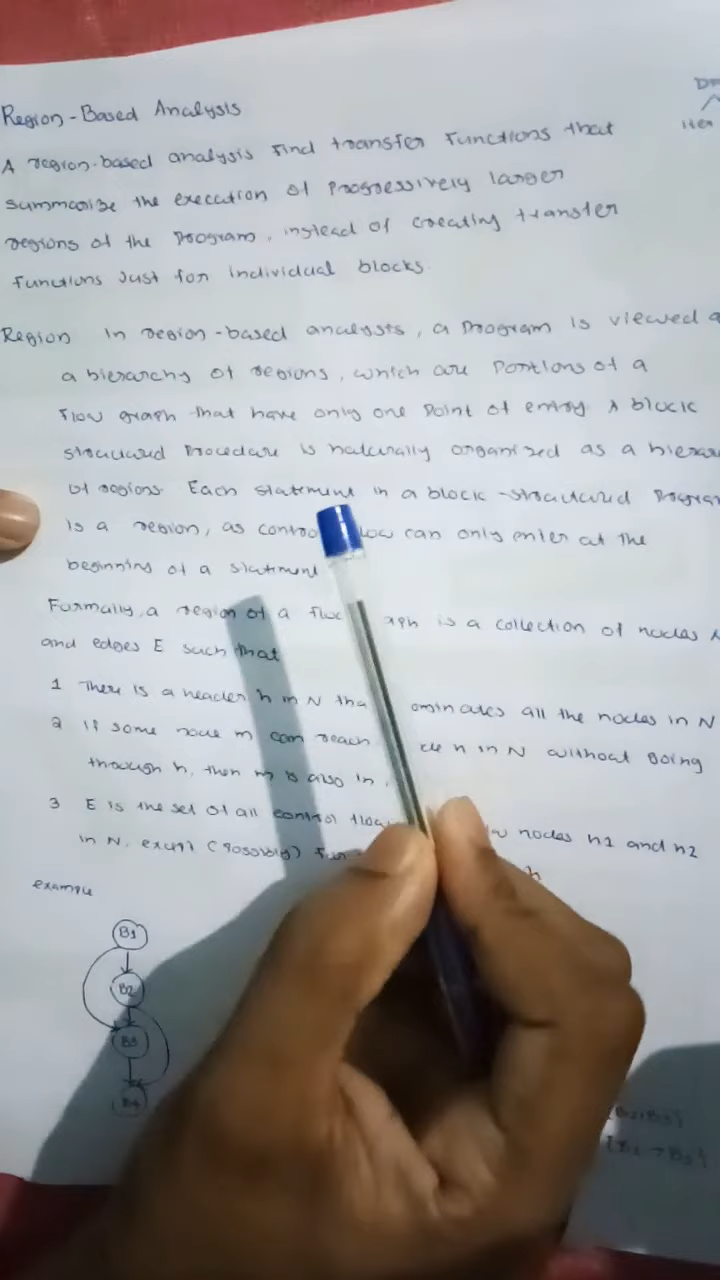 Region-Based Analysis
A region-based analysis find transfer functions that
summarize the execution of progressively larger
regions of the program, instead of creating transfer
functions just for individual blocks.
Region In region-based analysis, a program is viewed
a hierarchy of regions, which are portions of a
flow graph that have only one point of entry A block
structured procedure is naturally organized as a
of regions Each statement in a block-structured
is a region, as can only enter at the
beginning of a statement
Formally, a region of a is a collection of nodes
and edges E such that
1 There is a header h in N all the nodes in N
2 If some node m can reach n in N without going
through h, then m is also in
3 E is the set of all control nodes n1 and n2
in N, except (possibly)
h
example
B1
B2
B3
B4